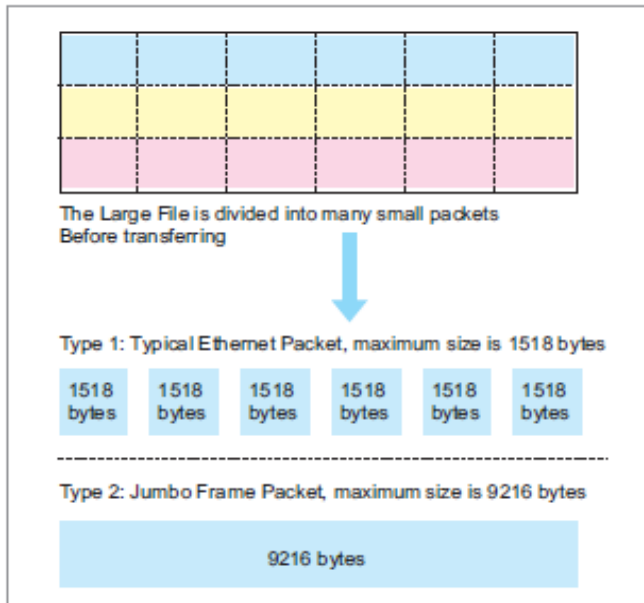 The Large File is divided into many small packets
Before transferring
Type 1: Typical Ethernet Packet, maximum size is 1518 bytes
1518 bytes
1518 bytes
1518 bytes
1518 bytes
1518 bytes
1518 bytes
Type 2: Jumbo Frame Packet, maximum size is 9216 bytes
9216 bytes